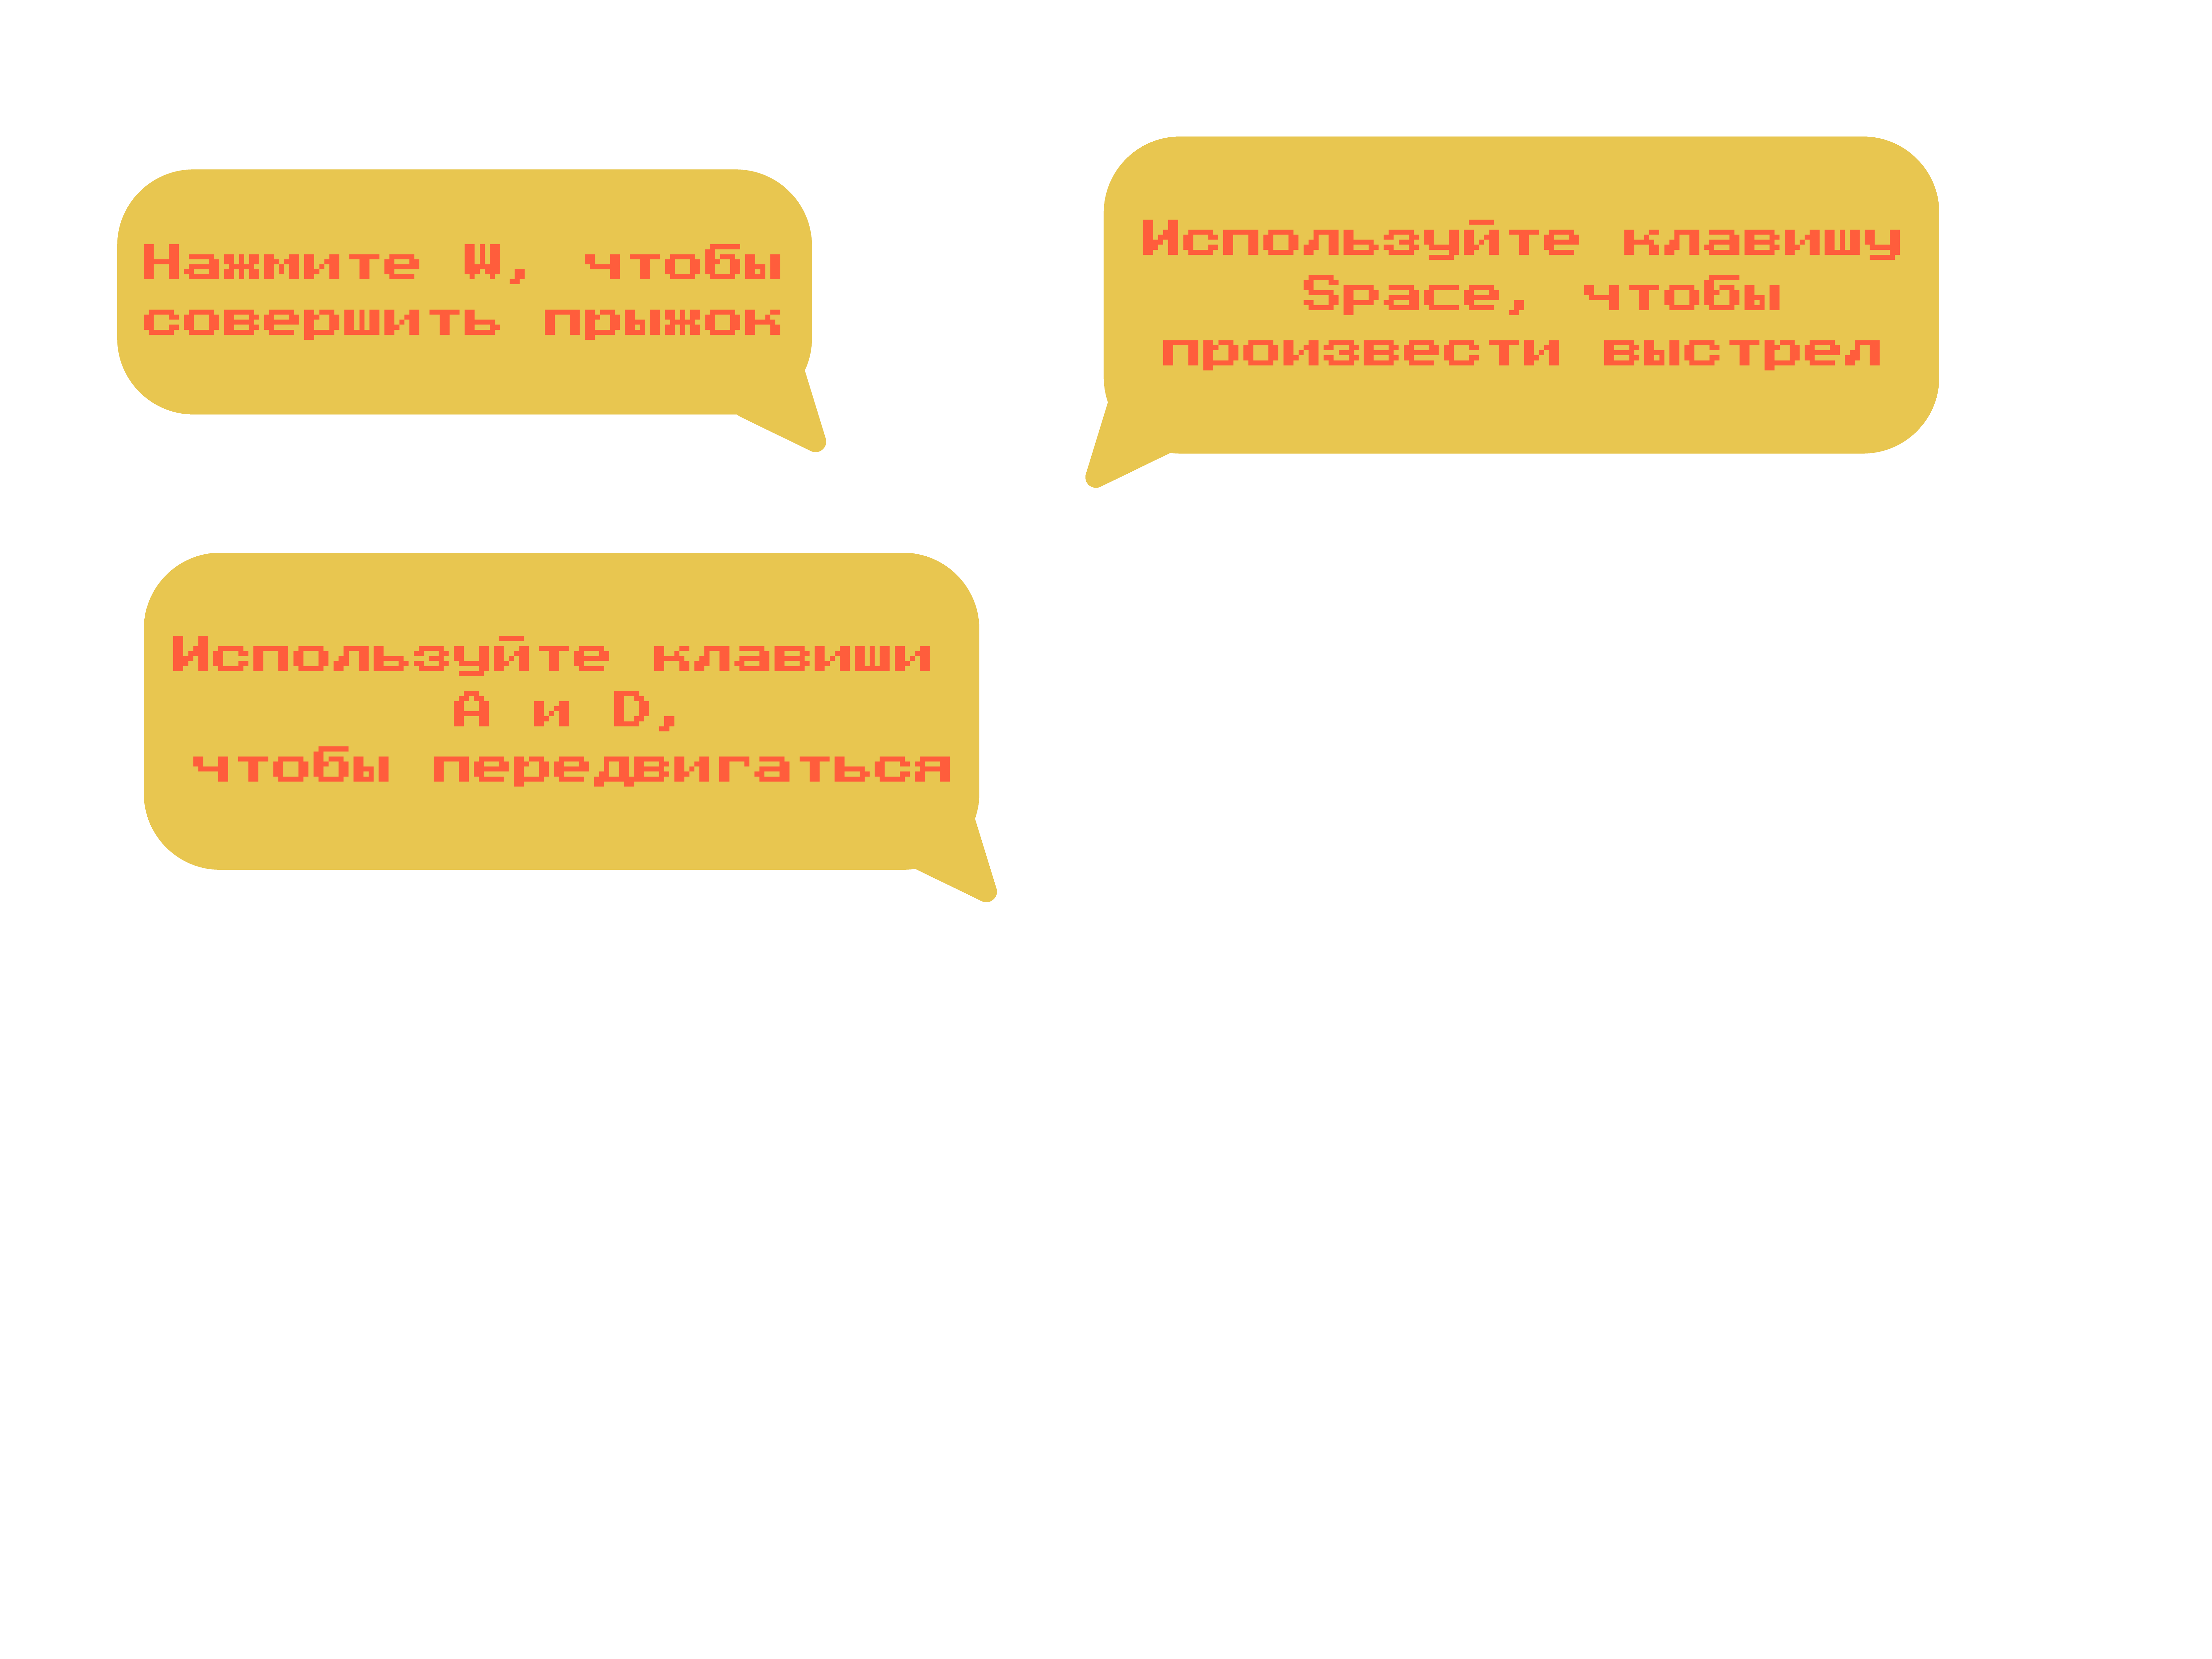 Нажмите W, чтобы
совершить прыжок
Используйте клавишу
Space, чтобы
произвести выстрел
Используйте клавиши
A и D,
чтобы передвигаться